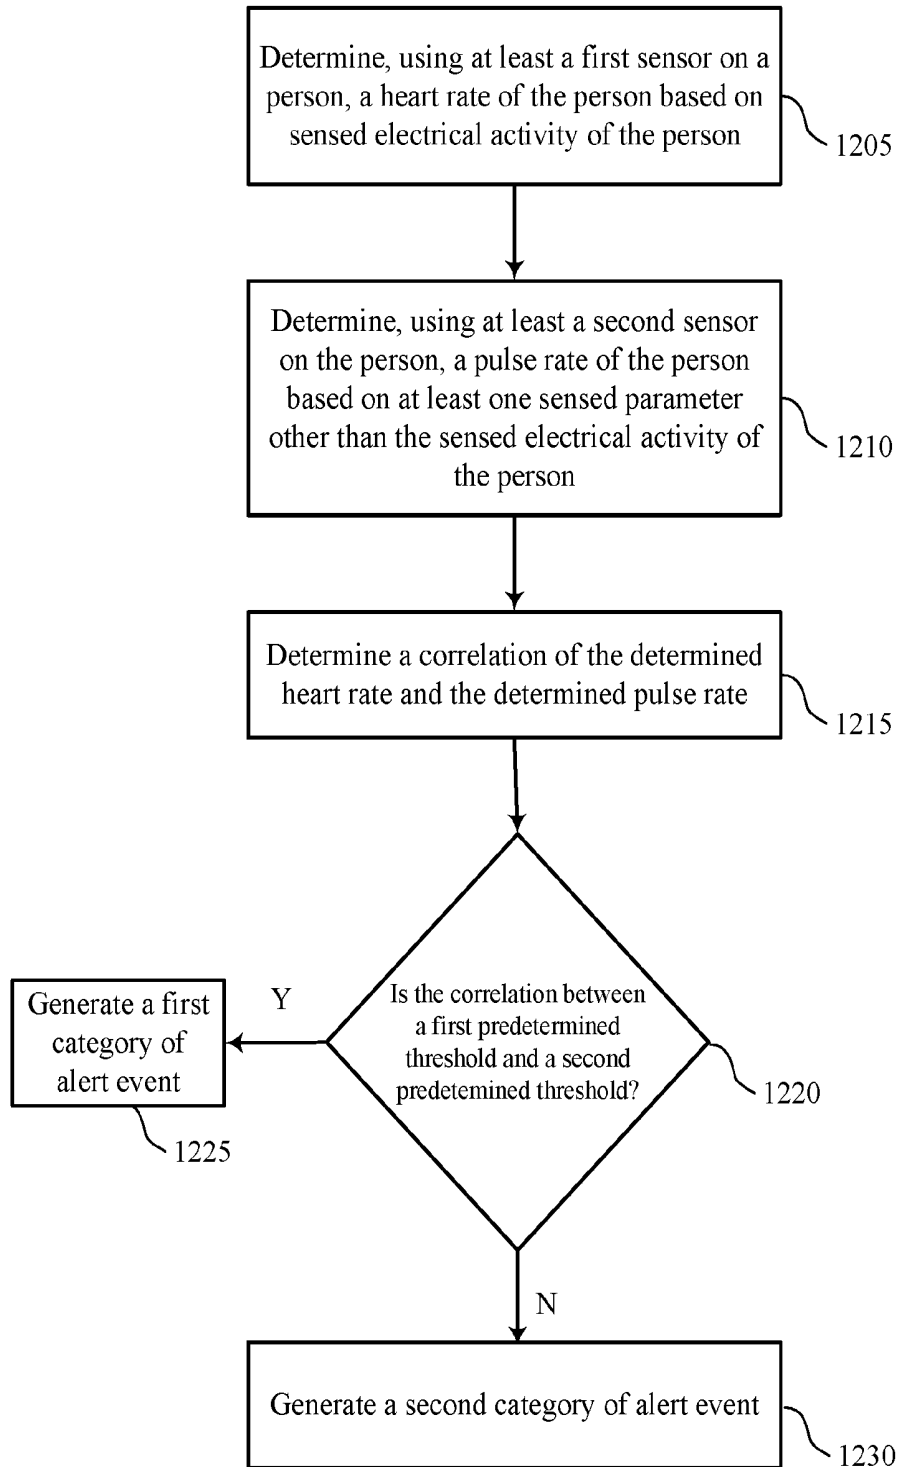 Determine, using at least a first sensor on a
person, a heart rate of the person based on
sensed electrical activity of the person
1205
Determine, using at least a second sensor
on the person, a pulse rate of the person
based on at least one sensed parameter
other than the sensed electrical activity of
the person
1210
Determine a correlation of the determined
heart rate and the determined pulse rate
1215
Is the correlation between
a first predetermined
threshold and a second
predetemined threshold?
1220
Y
Generate a first
category of
alert event
1225
N
Generate a second category of alert event
1230